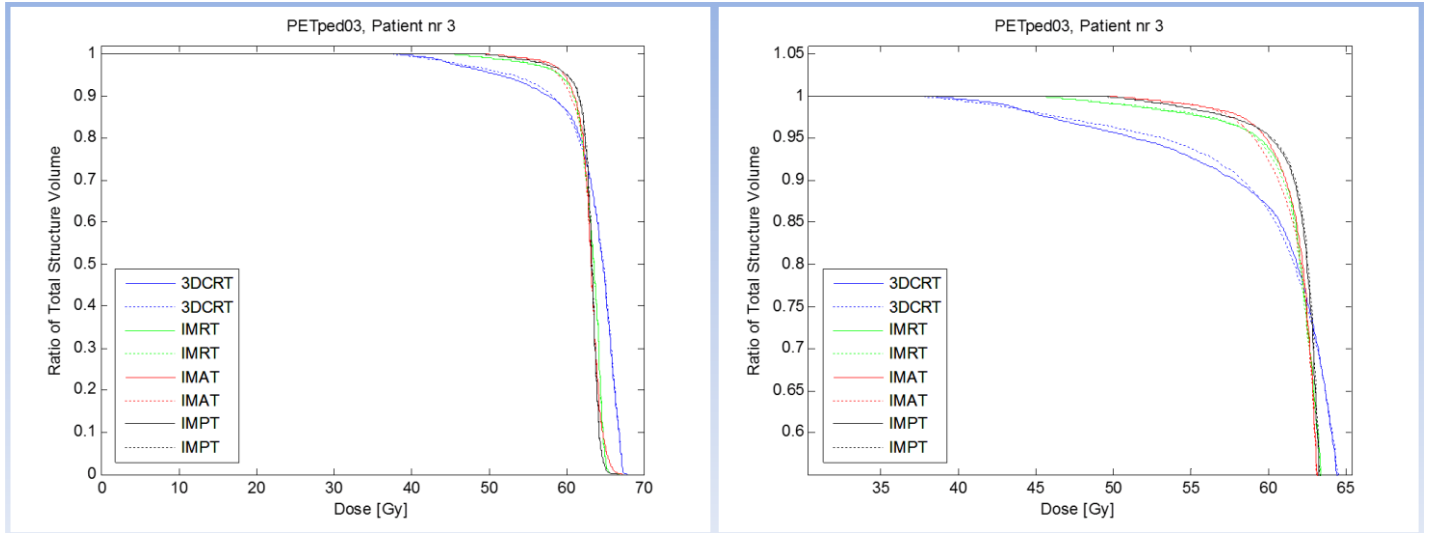 PETped03, Patient nr 3
Ratio of Total Structure Volume
1
0.9
0.8
0.7
0.6
0.5
0.4
0.3
0.2
0.1
0
3DCRT
3DCRT
IMRT
IMRT
IMAT
IMAT
IMPT
IMPT
0 10 20 30 40 50 60 70
Dose [Gy]
PETped03, Patient nr 3
Ratio of Total Structure Volume
1.05
1
0.95
0.9
0.85
0.8
0.75
0.7
0.65
0.6
3DCRT
3DCRT
IMRT
IMRT
IMAT
IMAT
IMPT
IMPT
35 40 45 50 55 60 65
Dose [Gy]